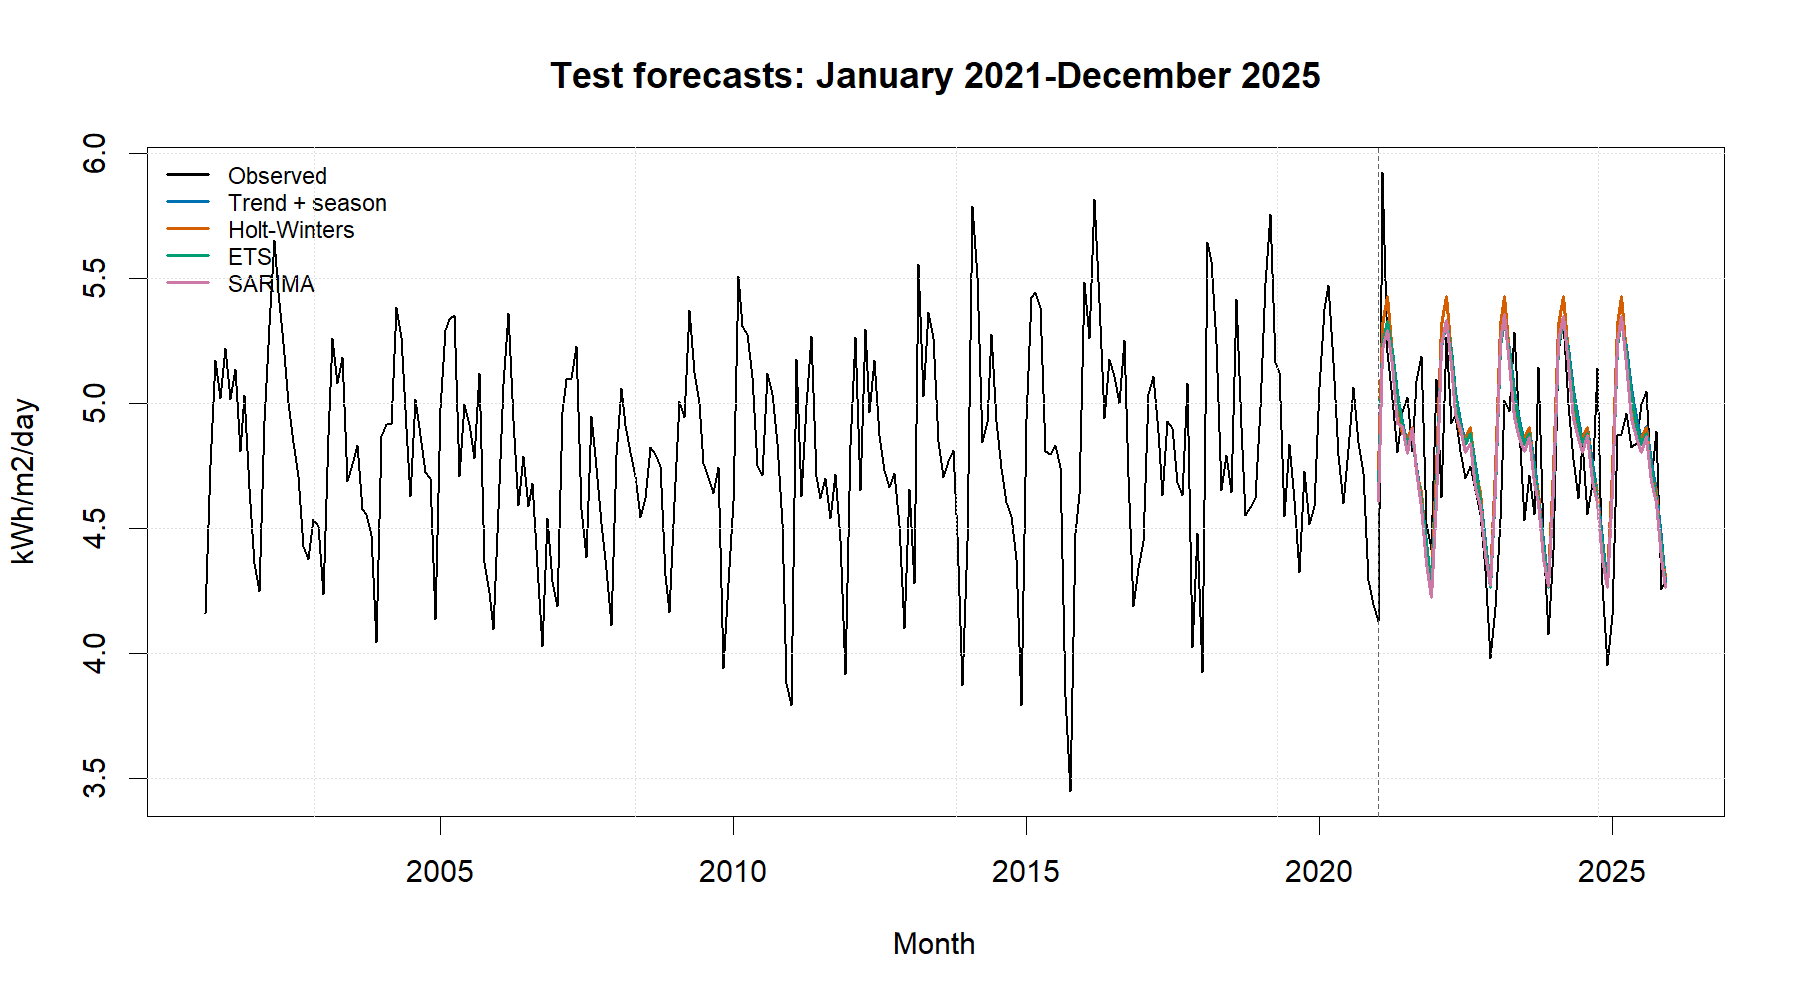 Test forecasts: January 2021-December 2025
6.0
5.5
5.0
4.5
4.0
3.5
kWh/m2/day
Observed
Trend + season
Holt-Winters
ETS
SARIMA
2005 2010 2015 2020 2025
Month